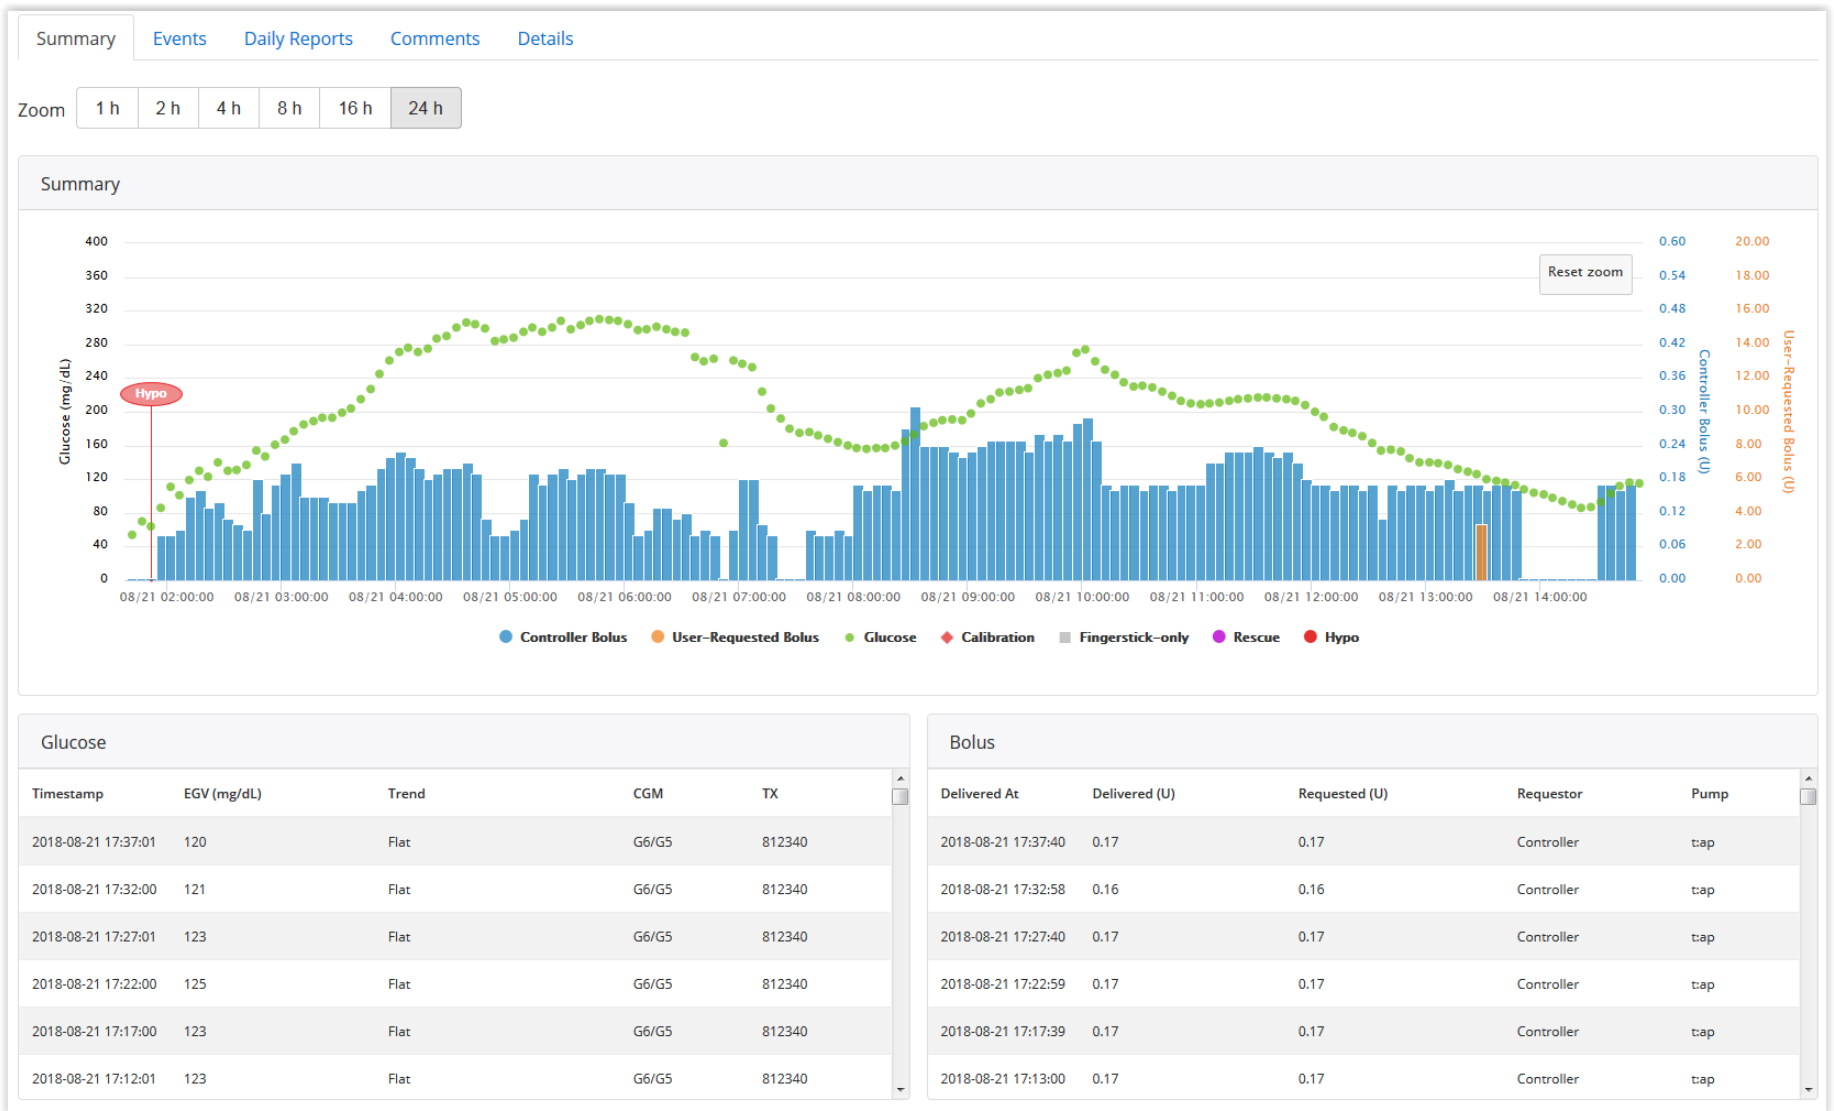 Summary Events Daily Reports Comments Details
Zoom 1 h 2 h 4 h 8 h 16 h 24 h
Summary
400 0.60 20.00
Reset zoom
360 0.54 18.00
320 0.48 16.00
280 0.42 14.00
240 0.36 12.00
Hypo
200 0.30 10.00
160 0.24 8.00
120 0.18 6.00
80 0.12 4.00
40 0.06 2.00
0 0.00 0.00
Glucose (mg/dL)
Controller Bolus (U)
User-Requested Bolus (U)
08/21 02:00:00 08/21 03:00:00 08/21 04:00:00 08/21 05:00:00 08/21 06:00:00 08/21 07:00:00 08/21 08:00:00 08/21 09:00:00 08/21 10:00:00 08/21 11:00:00 08/21 12:00:00 08/21 13:00:00 08/21 14:00:00
Controller Bolus User-Requested Bolus Glucose Calibration Fingerstick-only Rescue Hypo
Glucose
Timestamp EGV (mg/dL) Trend CGM TX
2018-08-21 17:37:01 120 Flat G6/G5 812340
2018-08-21 17:32:00 121 Flat G6/G5 812340
2018-08-21 17:27:01 123 Flat G6/G5 812340
2018-08-21 17:22:00 125 Flat G6/G5 812340
2018-08-21 17:17:00 123 Flat G6/G5 812340
2018-08-21 17:12:01 123 Flat G6/G5 812340
Bolus
Delivered At Delivered (U) Requested (U) Requestor Pump
2018-08-21 17:37:40 0.17 0.17 Controller t:ap
2018-08-21 17:32:58 0.16 0.16 Controller t:ap
2018-08-21 17:27:40 0.17 0.17 Controller t:ap
2018-08-21 17:22:59 0.17 0.17 Controller t:ap
2018-08-21 17:17:39 0.17 0.17 Controller t:ap
2018-08-21 17:13:00 0.17 0.17 Controller t:ap